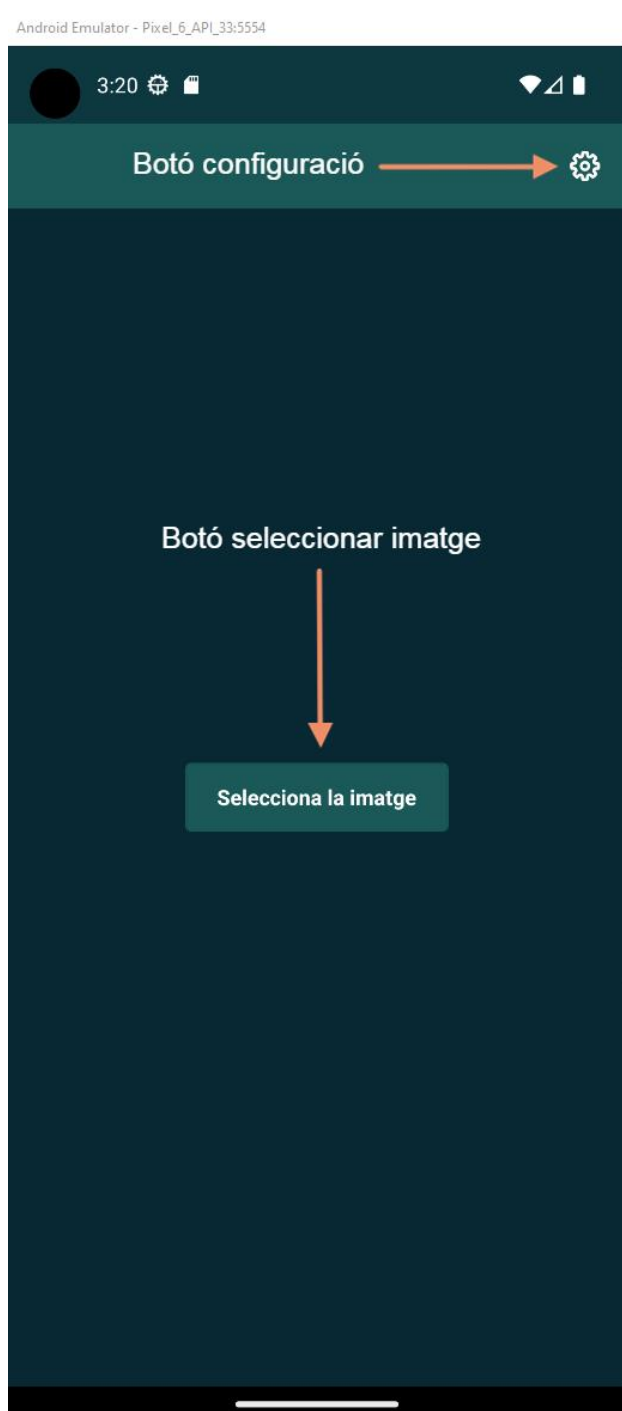 Android Emulator - Pixel_6_API_33:5554
3:20
Botó configuració
Botó seleccionar imatge
Selecciona la imatge